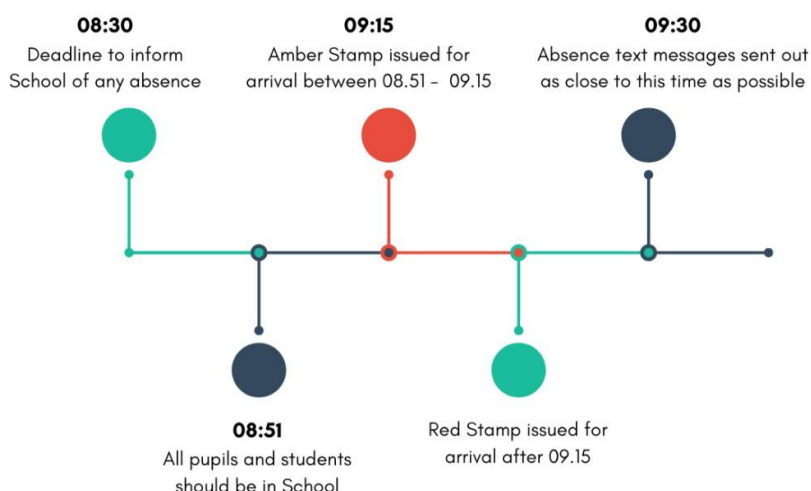 08:30
Deadline to inform
School of any absence
09:15
Amber Stamp issued for
arrival between 08.51 - 09.15
09:30
Absence text messages sent out
as close to this time as possible
08:51
All pupils and students
should be in School
Red Stamp issued for
arrival after 09.15